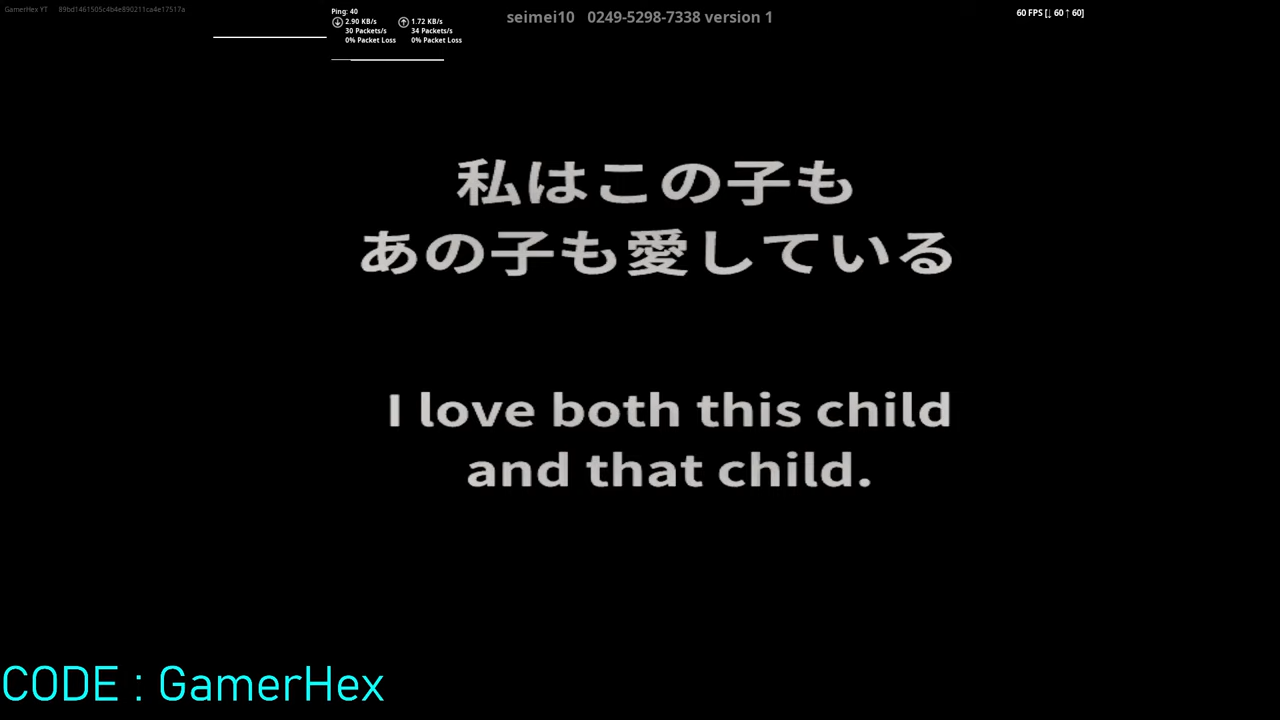 GamerHex YT 89bd1461505c4b4e890211ca4e17517a
Ping: 40
2.90 KB/s 1.72 KB/s
30 Packets/s 34 Packets/s
0% Packet Loss 0% Packet Loss
seimei10 0249-5298-7338 version 1
60 FPS [↓ 60 ↑ 60]
私はこの子も
あの子も愛している
I love both this child
and that child.
CODE : GamerHex